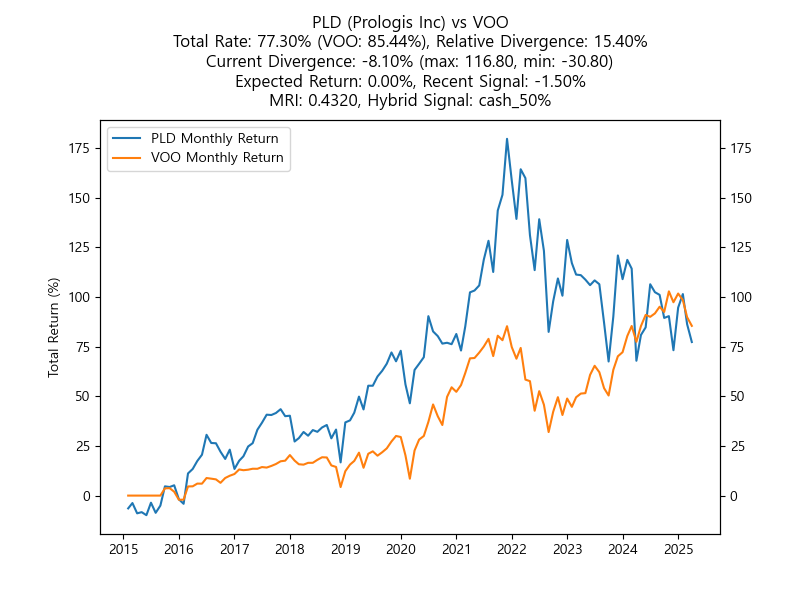 PLD (Prologis Inc) vs VOO
Total Rate: 77.30% (VOO: 85.44%), Relative Divergence: 15.40%
Current Divergence: -8.10% (max: 116.80, min: -30.80)
Expected Return: 0.00%, Recent Signal: -1.50%
MRI: 0.4320, Hybrid Signal: cash_50%
PLD Monthly Return
VOO Monthly Return
Total Return (%)
175
150
125
100
75
50
25
0
175
150
125
100
75
50
25
0
2015 2016 2017 2018 2019 2020 2021 2022 2023 2024 2025